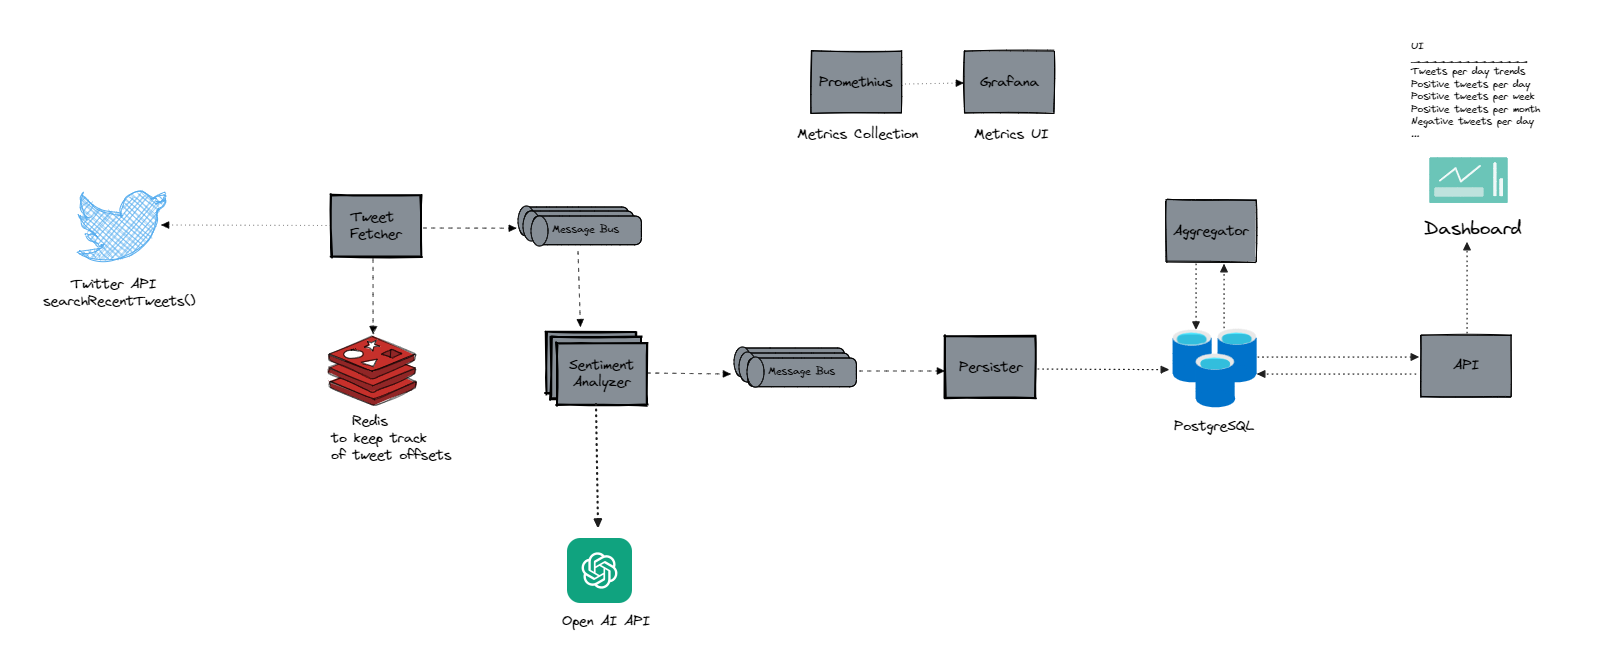 Promethius
Grafana
Metrics Collection
Metrics UI
UI
Tweets per day trends
Positive tweets per day
Positive tweets per week
Positive tweets per month
Negative tweets per day
...
Dashboard
Twitter API
searchRecentTweets()
Tweet
Fetcher
Message Bus
Aggregator
Redis
to keep track
of tweet offsets
Sentiment
Analyzer
Message Bus
Persister
PostgreSQL
API
Open AI API